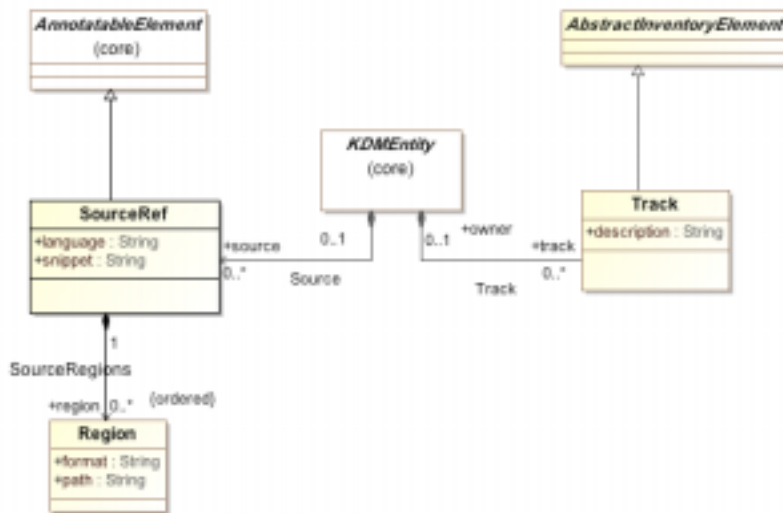 AnnotatableElement
(core)
AbstractInventoryElement
KDMEntity
(core)
SourceRef
+language : String
+snippet : String
Track
+description : String
+source
0..*
0..1
Source
0..1
+owner
+track
0..*
Track
1
SourceRegions
+region
0..*
{ordered}
Region
+format : String
+path : String